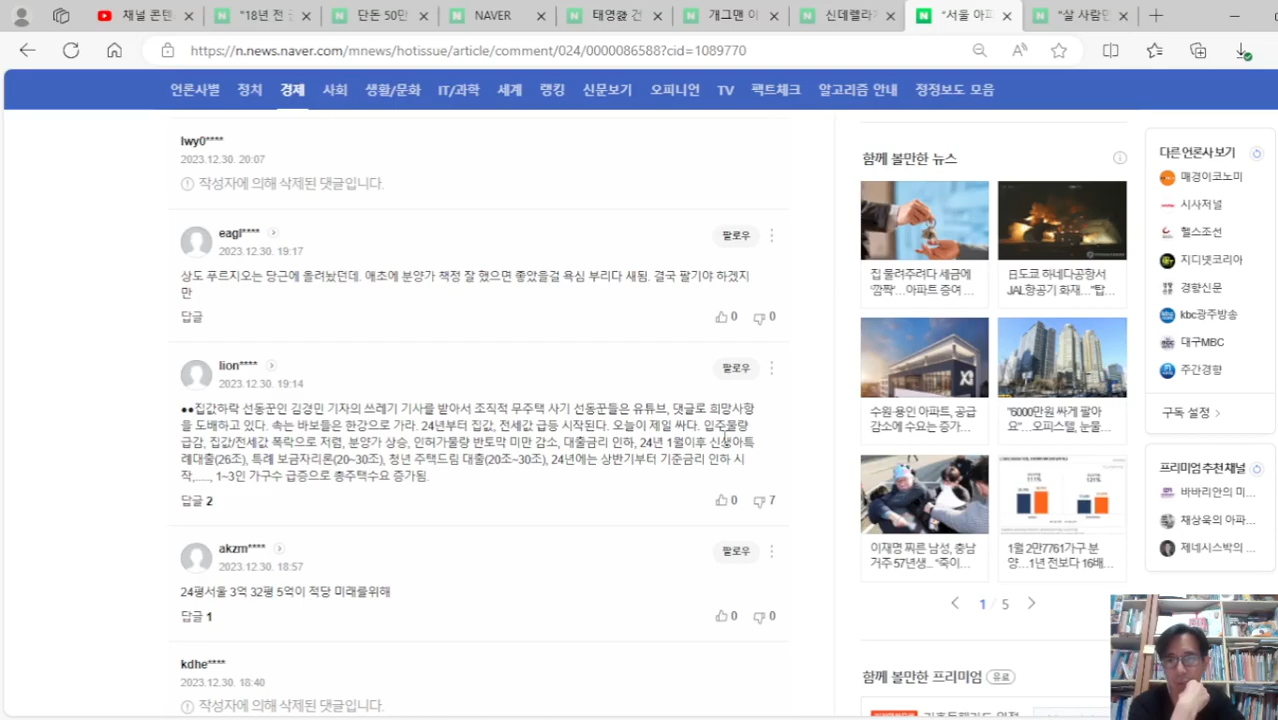 채널 콘텐
"18년 전 
단돈 50만
NAVER
태영
개그맨 이
신데렐라
"서울 아파
"살 사람만
https://n.news.naver.com/mnews/hotissue/article/comment/024/0000086588?cid=1089770
언론사별 정치 경제 사회 생활/문화 IT/과학 세계 랭킹 신문보기 오피니언 TV 팩트체크 알고리즘 안내 정정보도 모음
lwy0****
2023.12.30. 20:07
작성자에 의해 삭제된 댓글입니다.
eagl****
2023.12.30. 19:17
팔로우
상도 푸르지오는 당근에 올려놨던데. 애초에 분양가 책정 잘 했으면 좋았을걸 욕심 부리다 새됨. 결국 팔기야 하겠지
만
답글
0 0
lion****
2023.12.30. 19:14
팔로우
●●집값하락 선동꾼인 김경민 기자의 쓰레기 기사를 받아서 조직적 무주택 사기 선동꾼들은 유튜브, 댓글로 희망사항
을 도배하고 있다. 속는 바보들은 한강으로 가라. 24년부터 집값, 전세값 급등 시작된다. 오늘이 제일 싸다. 입주물량
급감, 집값/전세값 폭락으로 저렴, 분양가 상승, 인허가물량 반토막 미만 감소, 대출금리 인하, 24년 1월이후 신생아특
례대출(26조), 특례 보금자리론(20~30조), 청년 주택드림 대출(20조~30조), 24년에는 상반기부터 기준금리 인하 시
작,....., 1~3인 가구수 급증으로 총주택수요 증가됨.
답글 2
0 7
akzm****
2023.12.30. 18:57
팔로우
24평서울 3억 32평 5억이 적당 미래를위해
답글 1
0 0
kdhe****
2023.12.30. 18:40
작성자에 의해 삭제된 댓글입니다.
함께 볼만한 뉴스
집 물려주려다 세금에
'깜짝'…아파트 증여 …
日도쿄 하네다공항서
JAL항공기 화재…"탑…
수원·용인 아파트, 공급
감소에 수요는 증가…
"6000만원 싸게 팔아
요"…오피스텔, 눈물…
이재명 찌른 남성, 충남
거주 57년생... "죽이…
1월 2만7761가구 분
양…1년 전보다 16배…
1 / 5
함께 볼만한 프리미엄 유료
다른 언론사 보기
매경이코노미
시사저널
헬스조선
지디넷코리아
경향신문
kbc광주방송
대구MBC
주간경향
구독 설정
프리미엄 추천 채널
바바리안의 미…
채상욱의 아파…
제네시스박의 …